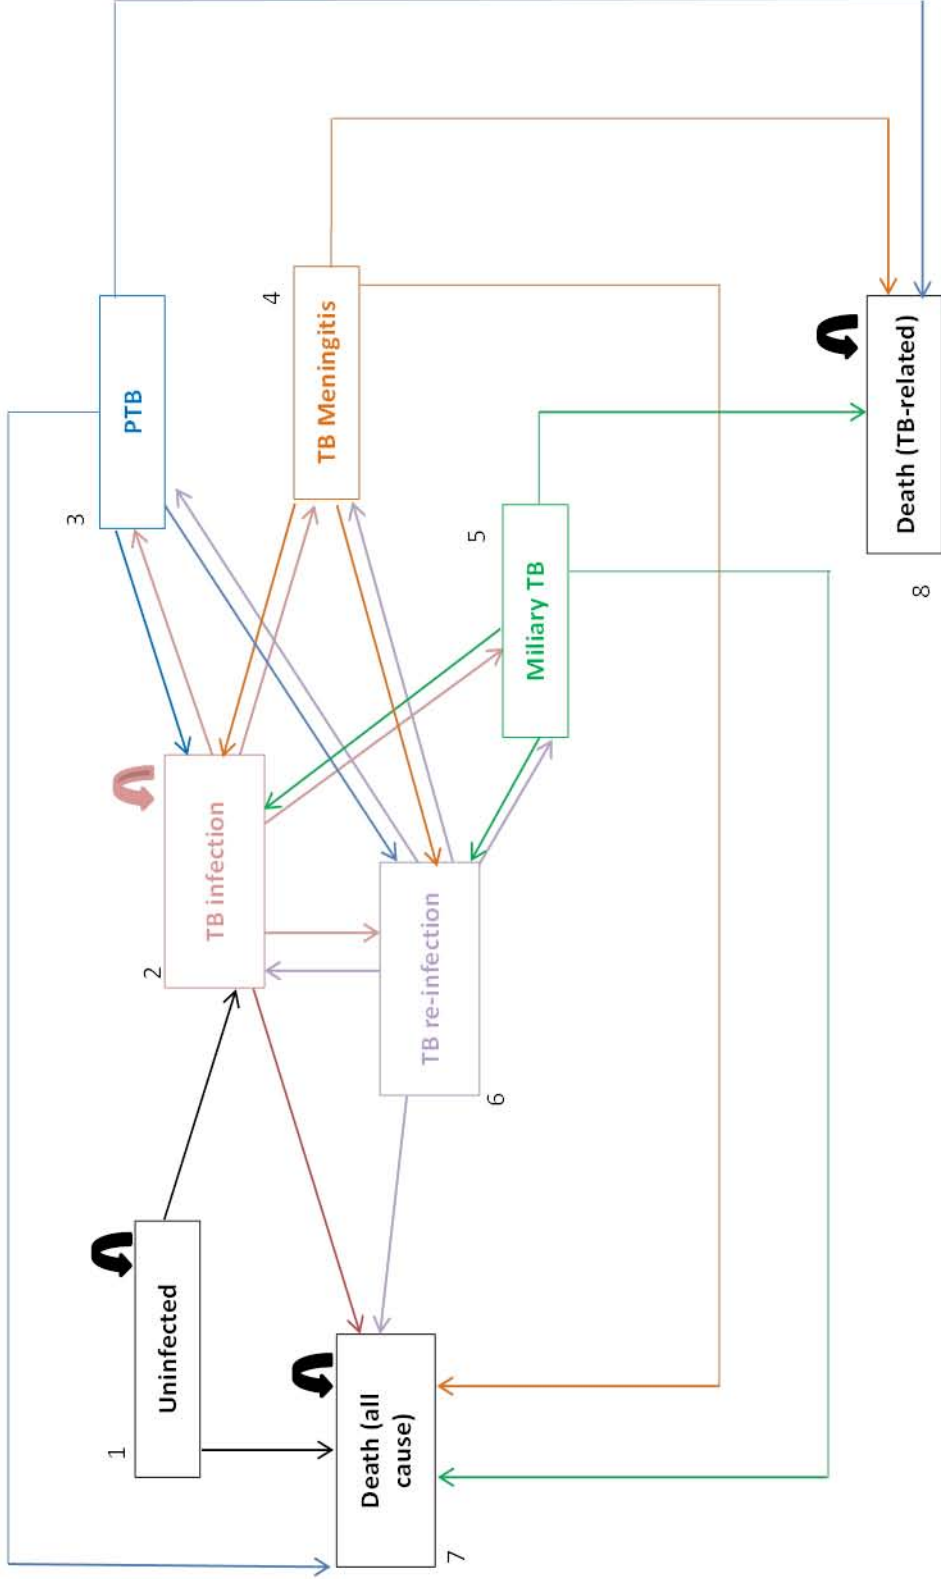 1
Uninfected
2
TB infection
3
PTB
4
TB Meningitis
5
Miliary TB
6
TB re-infection
7
Death (all
cause)
8
Death (TB-related)